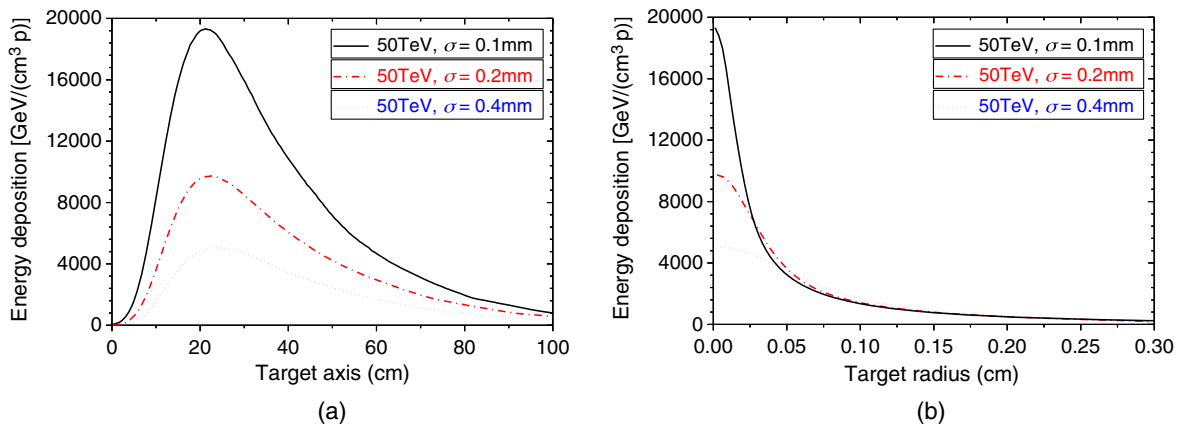 Energy deposition [GeV/(cm³ p)]
20000
16000
12000
8000
4000
0
50TeV, σ = 0.1mm
50TeV, σ = 0.2mm
50TeV, σ = 0.4mm
0 20 40 60 80 100
Target axis (cm)
(a)
Energy deposition [GeV/(cm³ p)]
20000
16000
12000
8000
4000
0
50TeV, σ = 0.1mm
50TeV, σ = 0.2mm
50TeV, σ = 0.4mm
0.00 0.05 0.10 0.15 0.20 0.25 0.30
Target radius (cm)
(b)